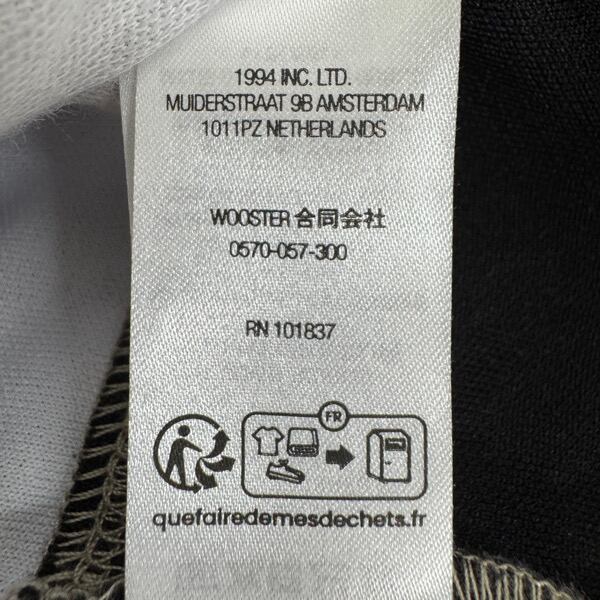 1994 INC. LTD.
MUIDERSTRAAT 9B AMSTERDAM
1011PZ NETHERLANDS
WOOSTER 合同会社
0570-057-300
RN 101837
FR
quefairedemesdechets.fr